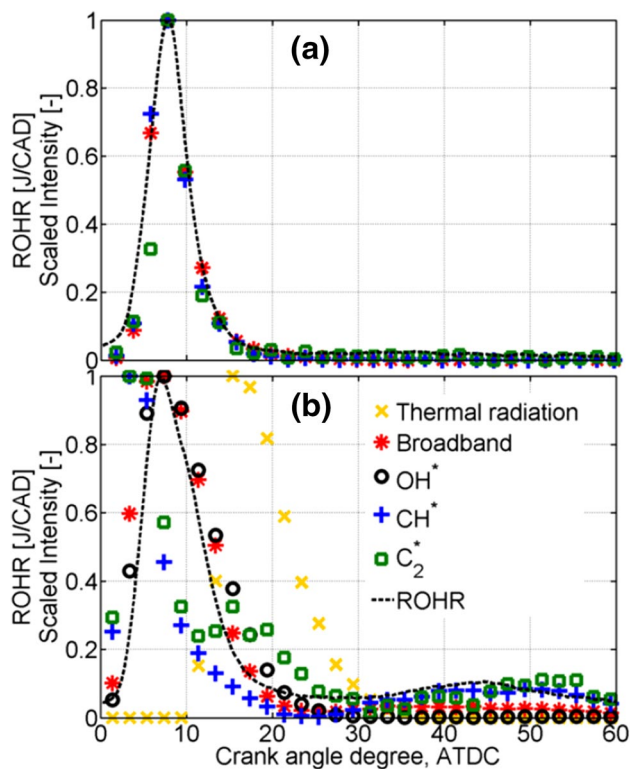 (a)
ROHR [J/CAD]
Scaled Intensity [-]
1
0.8
0.6
0.4
0.2
0
(b)
ROHR [J/CAD]
Scaled Intensity [-]
1
0.8
0.6
0.4
0.2
0
Thermal radiation
Broadband
OH*
CH*
C2*
ROHR
0 10 20 30 40 50 60
Crank angle degree, ATDC